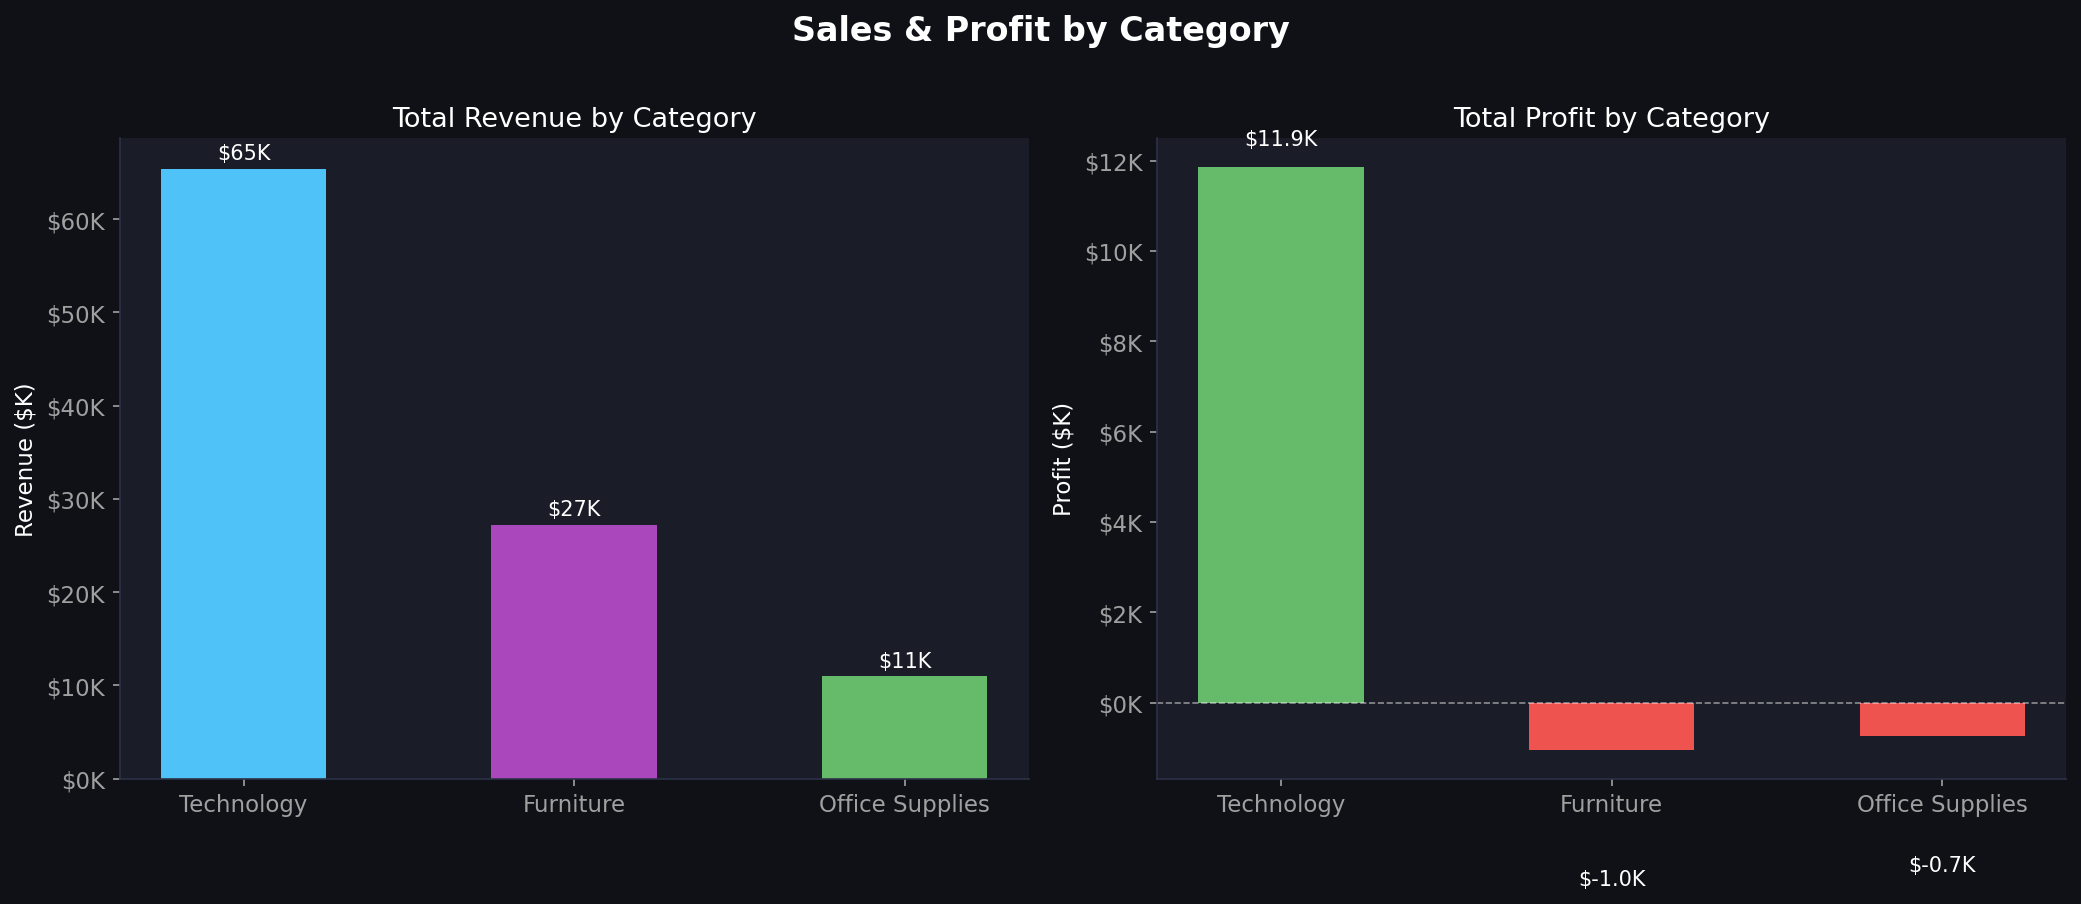 Sales & Profit by Category
Total Revenue by Category
Revenue ($K)
$60K
$50K
$40K
$30K
$20K
$10K
$0K
$65K
$27K
$11K
Technology
Furniture
Office Supplies
Total Profit by Category
Profit ($K)
$12K
$10K
$8K
$6K
$4K
$2K
$0K
$11.9K
Technology
Furniture
Office Supplies
$-1.0K
$-0.7K